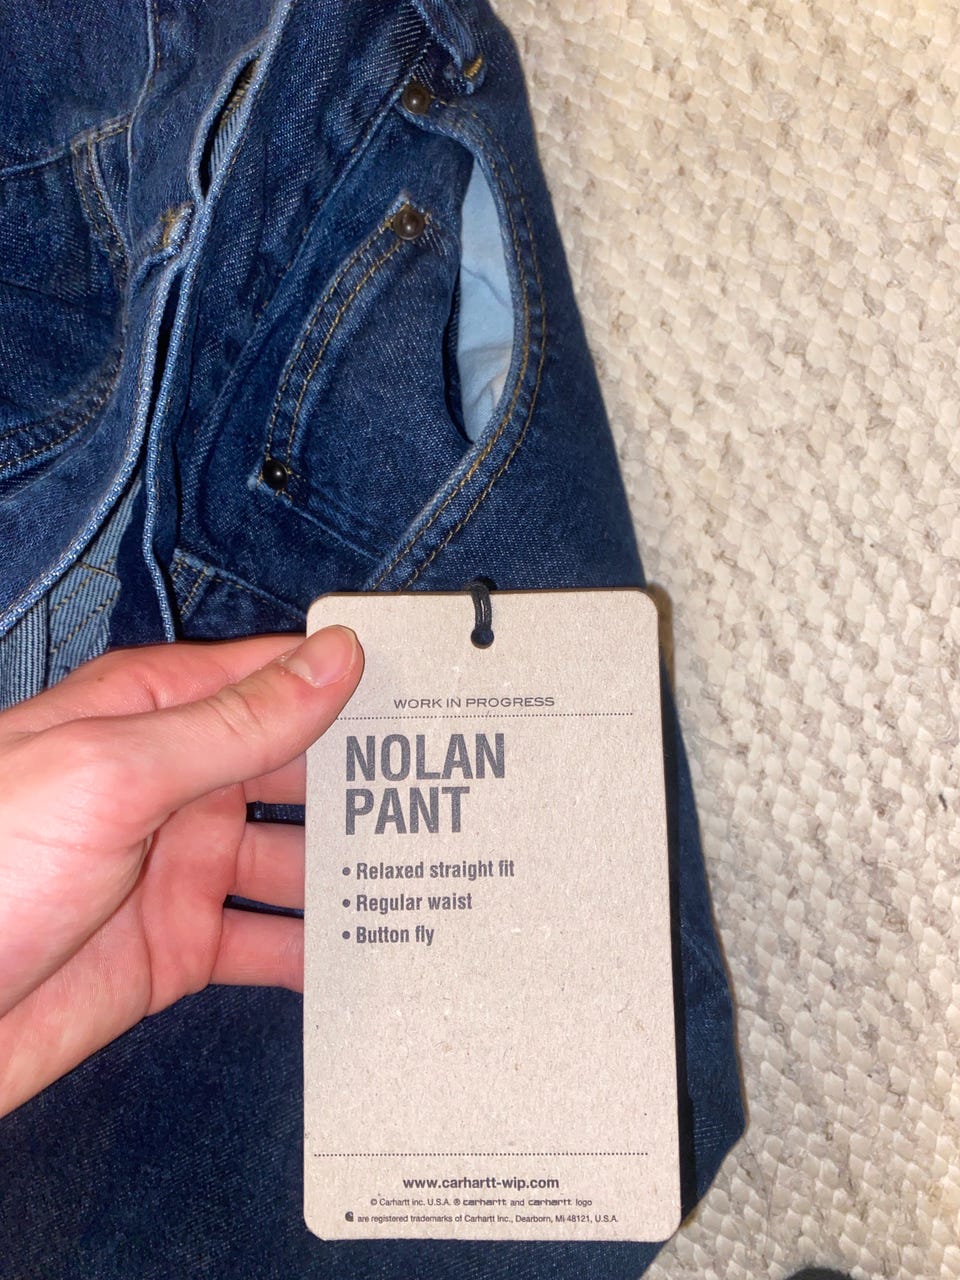 WORK IN PROGRESS
NOLAN
PANT
• Relaxed straight fit
• Regular waist
• Button fly
www.carhartt-wip.com
© Carhartt Inc. U.S.A. ® carhartt and carhartt logo
are registered trademarks of Carhartt Inc., Dearborn, Mi 48121, U.S.A.